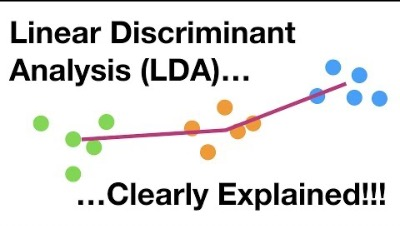 Linear Discriminant
Analysis (LDA)...
...Clearly Explained!!!